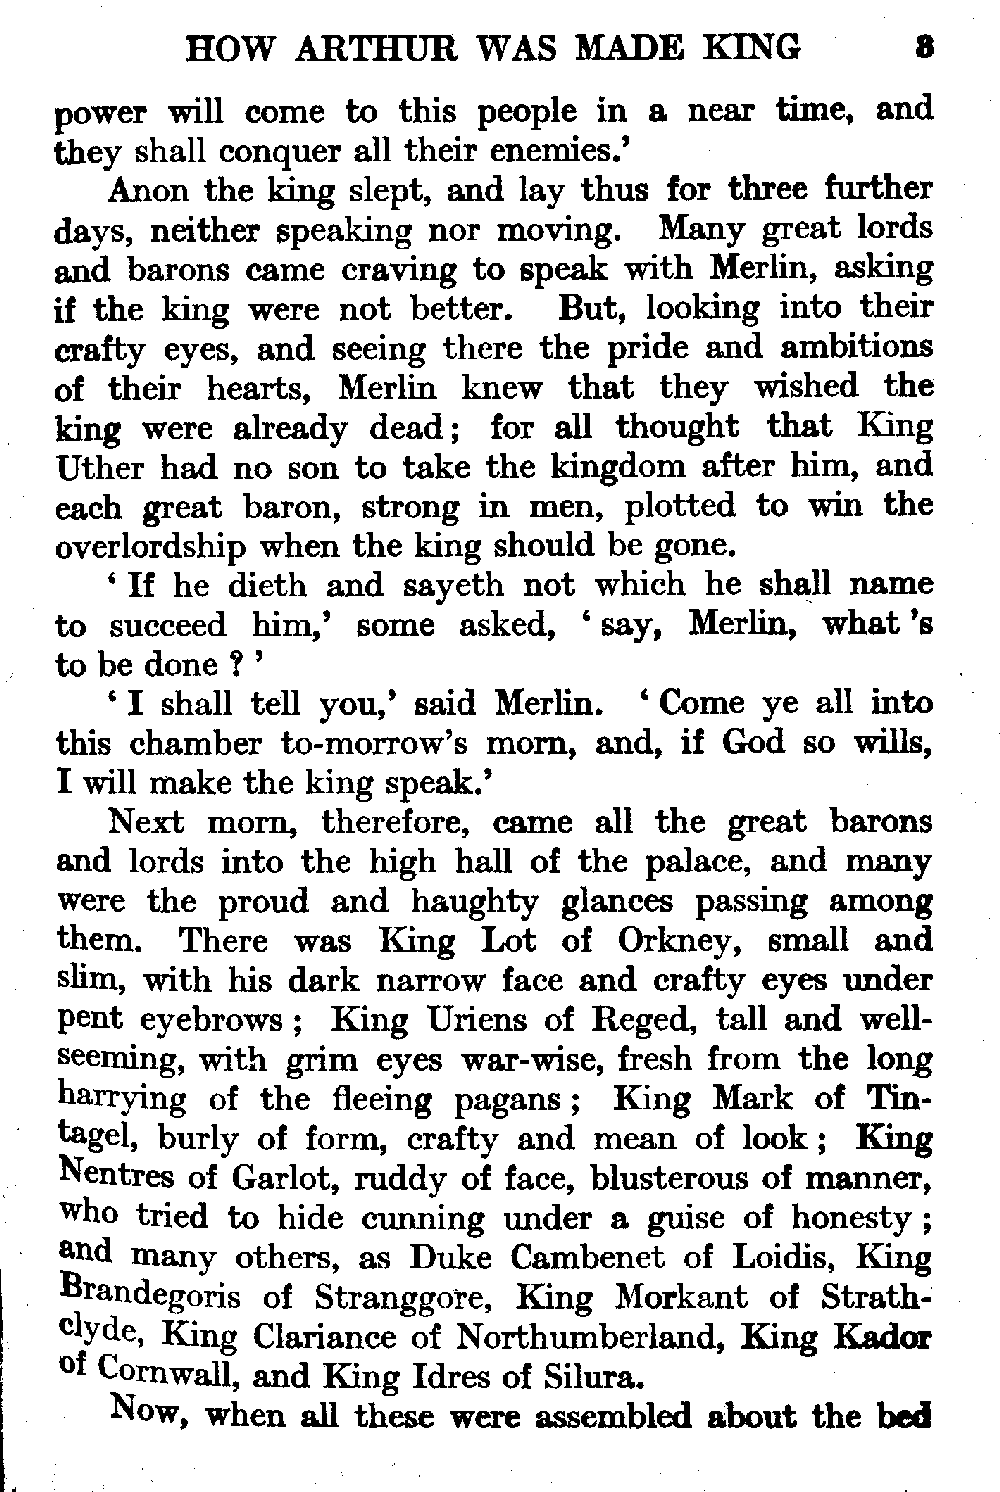 HOW ARTHUR WAS MADE KING 3
power will come to this people in a near time, and
they shall conquer all their enemies.’
Anon the king slept, and lay thus for three further
days, neither speaking nor moving. Many great lords
and barons came craving to speak with Merlin, asking
if the king were not better. But, looking into their
crafty eyes, and seeing there the pride and ambitions
of their hearts, Merlin knew that they wished the
king were already dead; for all thought that King
Uther had no son to take the kingdom after him, and
each great baron, strong in men, plotted to win the
overlordship when the king should be gone.
‘ If he dieth and sayeth not which he shall name
to succeed him,’ some asked, ‘ say, Merlin, what ’s
to be done ? ’
‘ I shall tell you,’ said Merlin. ‘ Come ye all into
this chamber to-morrow’s morn, and, if God so wills,
I will make the king speak.’
Next morn, therefore, came all the great barons
and lords into the high hall of the palace, and many
were the proud and haughty glances passing among
them. There was King Lot of Orkney, small and
slim, with his dark narrow face and crafty eyes under
pent eyebrows ; King Uriens of Reged, tall and well-
seeming, with grim eyes war-wise, fresh from the long
harrying of the fleeing pagans ; King Mark of Tin-
tagel, burly of form, crafty and mean of look ; King
Nentres of Garlot, ruddy of face, blusterous of manner,
who tried to hide cunning under a guise of honesty ;
and many others, as Duke Cambenet of Loidis, King
Brandegoris of Stranggore, King Morkant of Strath-
clyde, King Clariance of Northumberland, King Kador
of Cornwall, and King Idres of Silura.
Now, when all these were assembled about the bed